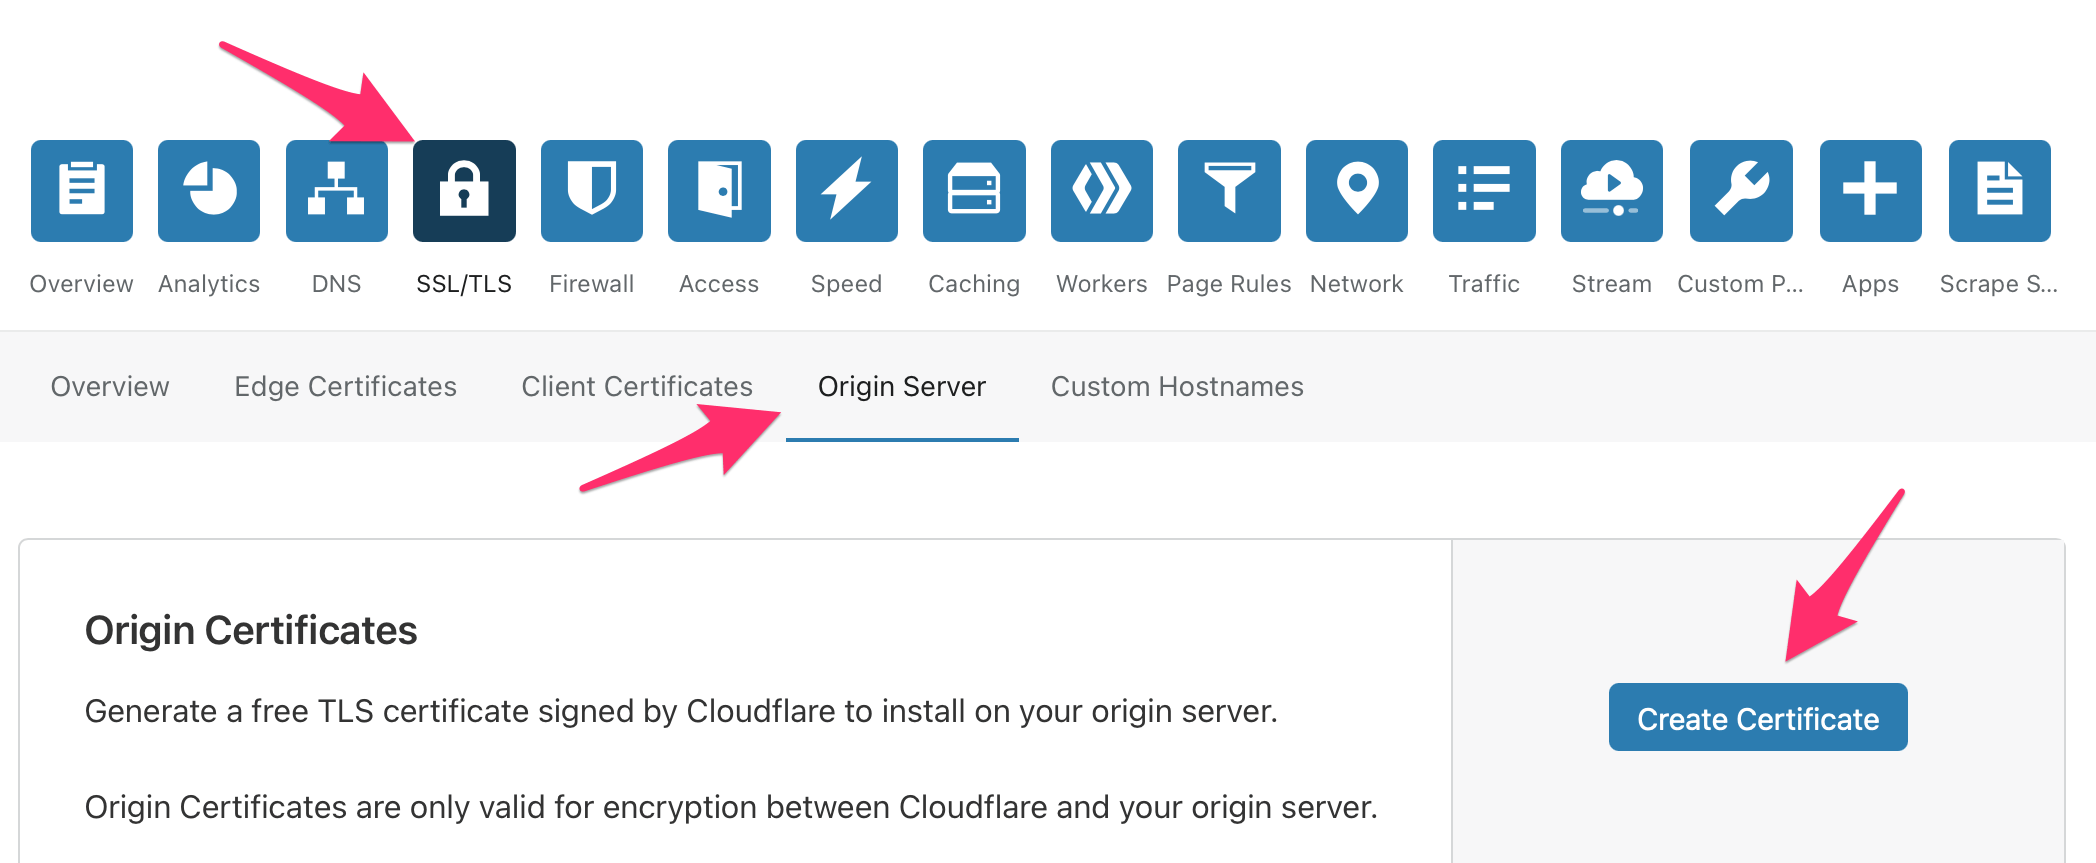 Overview Analytics DNS SSL/TLS Firewall Access Speed Caching Workers Page Rules Network Traffic Stream Custom P... Apps Scrape S...
Overview Edge Certificates Client Certificates Origin Server Custom Hostnames
Origin Certificates
Generate a free TLS certificate signed by Cloudflare to install on your origin server.
Create Certificate
Origin Certificates are only valid for encryption between Cloudflare and your origin server.